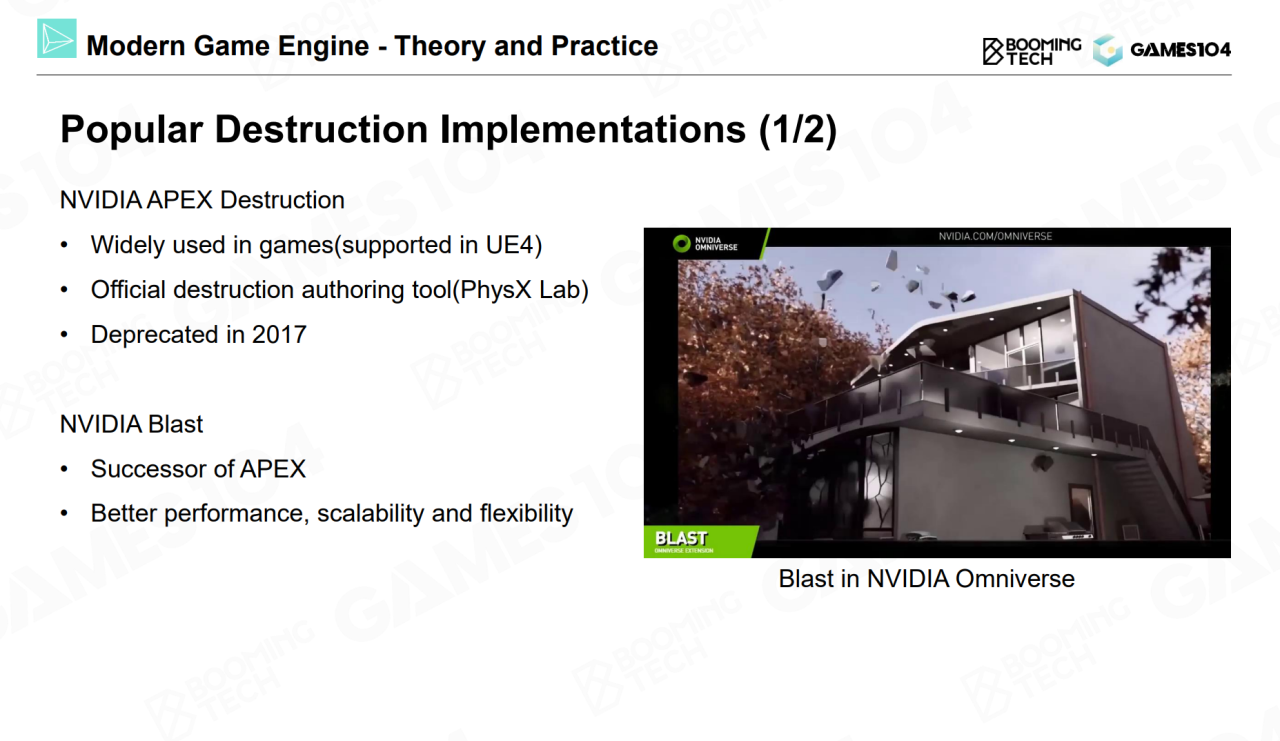 Modern Game Engine - Theory and Practice
BOOMING
TECH
GAMES104
Popular Destruction Implementations (1/2)
NVIDIA APEX Destruction
• Widely used in games(supported in UE4)
• Official destruction authoring tool(PhysX Lab)
• Deprecated in 2017
NVIDIA Blast
• Successor of APEX
• Better performance, scalability and flexibility
NVIDIA
OMNIVERSE
NVIDIA.COM/OMNIVERSE
BLAST
OMNIVERSE EXTENSION
Blast in NVIDIA Omniverse